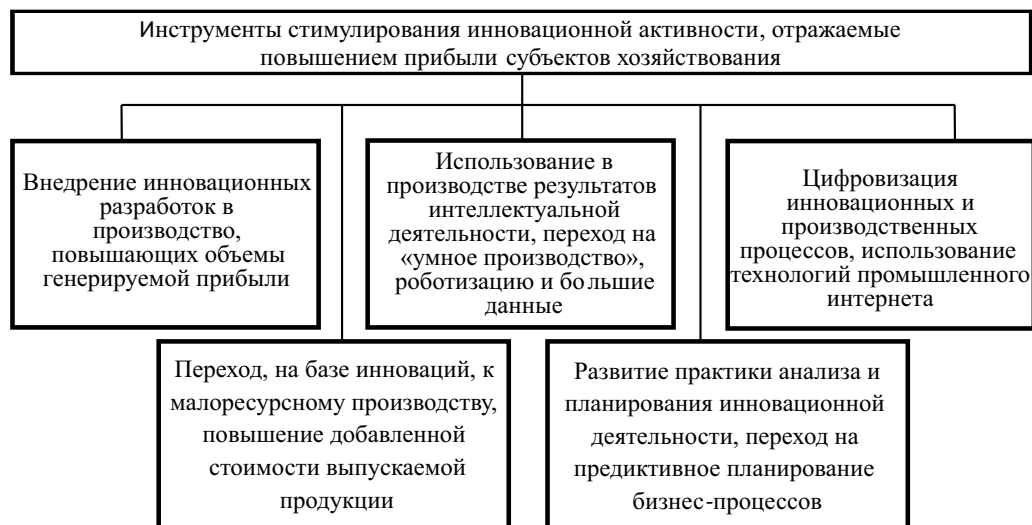 Инструменты стимулирования инновационной активности, отражаемые
повышением прибыли субъектов хозяйствования
Внедрение инновационных
разработок в
производство,
повышающих объемы
генерируемой прибыли
Использование в
производстве результатов
интеллектуальной
деятельности, переход на
«умное производство»,
роботизацию и большие
данные
Цифровизация
инновационных и
производственных
процессов, использование
технологий промышленного
интернета
Переход, на базе инноваций, к
малоресурсному производству,
повышение добавленной
стоимости выпускаемой
продукции
Развитие практики анализа и
планирования инновационной
деятельности, переход на
предиктивное планирование
бизнес-процессов